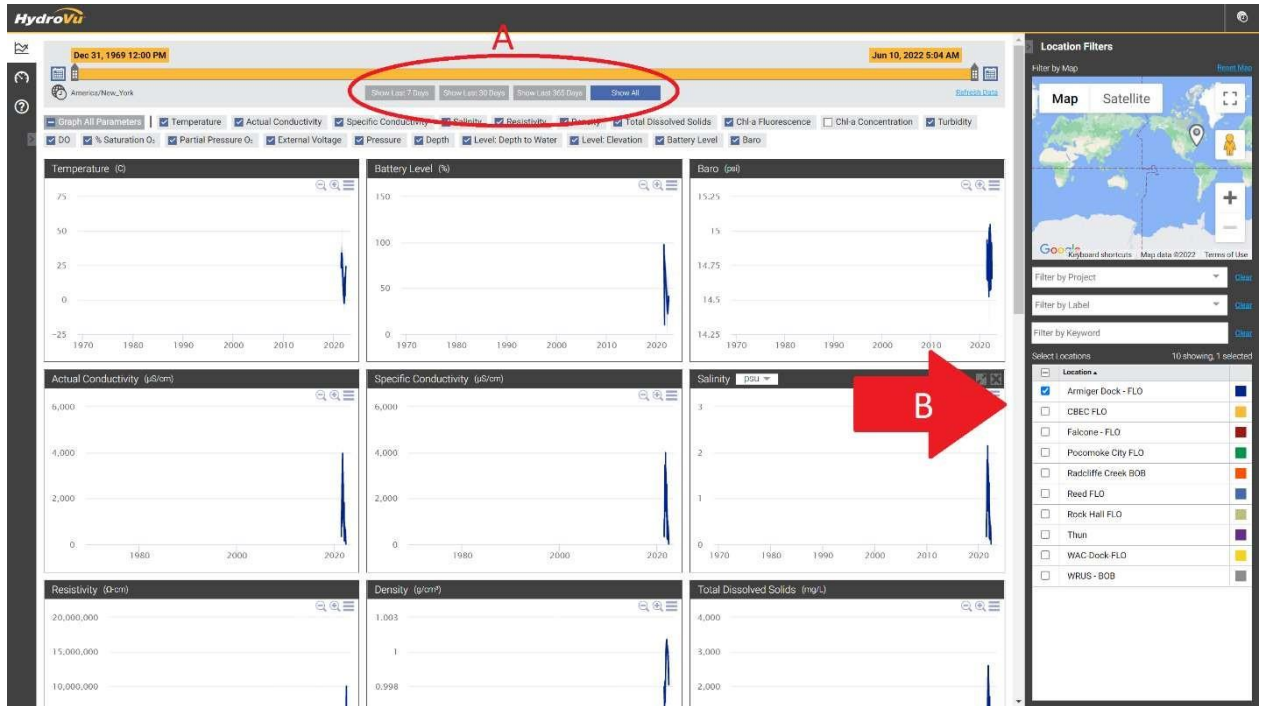 HydroVu
A
Dec 31, 1969 12:00 PM
Jun 10, 2022 5:04 AM
America/New_York
Show Last 7 Days
Show Last 30 Days
Show Last 365 Days
Show All
Refresh Data
Graph All Parameters
Temperature
Actual Conductivity
Specific Conductivity
Salinity
Resistivity
Density
Total Dissolved Solids
Chl-a Fluorescence
Chl-a Concentration
Turbidity
DO
% Saturation O₂
Partial Pressure O₂
External Voltage
Pressure
Depth
Level: Depth to Water
Level: Elevation
Battery Level
Baro
Temperature (C)
75
50
25
0
-25
1970 1980 1990 2000 2010 2020
Battery Level (%)
150
100
50
0
1970 1980 1990 2000 2010 2020
Baro (psi)
15.25
15
14.75
14.5
14.25
1970 1980 1990 2000 2010 2020
Actual Conductivity (µS/cm)
6,000
4,000
2,000
0
1980 2000 2020
Specific Conductivity (µS/cm)
6,000
4,000
2,000
0
1980 2000 2020
Salinity psu
3
2
1
0
1970 1980 1990 2000 2010 2020
B
Resistivity (Ω-cm)
20,000,000
15,000,000
10,000,000
Density (g/cm³)
1.003
1
0.998
Total Dissolved Solids (mg/L)
4,000
3,000
2,000
Location Filters
Filter by Map
Reset Map
Map
Satellite
Google
Keyboard shortcuts
Map data ©2022
Terms of Use
Filter by Project
Clear
Filter by Label
Clear
Filter by Keyword
Clear
Select Locations
10 showing, 1 selected
Location
Armiger Dock - FLO
CBEC FLO
Falcone - FLO
Pocomoke City FLO
Radcliffe Creek BOB
Reed FLO
Rock Hall FLO
Thun
WAC Dock FLO
WRUS - BOB